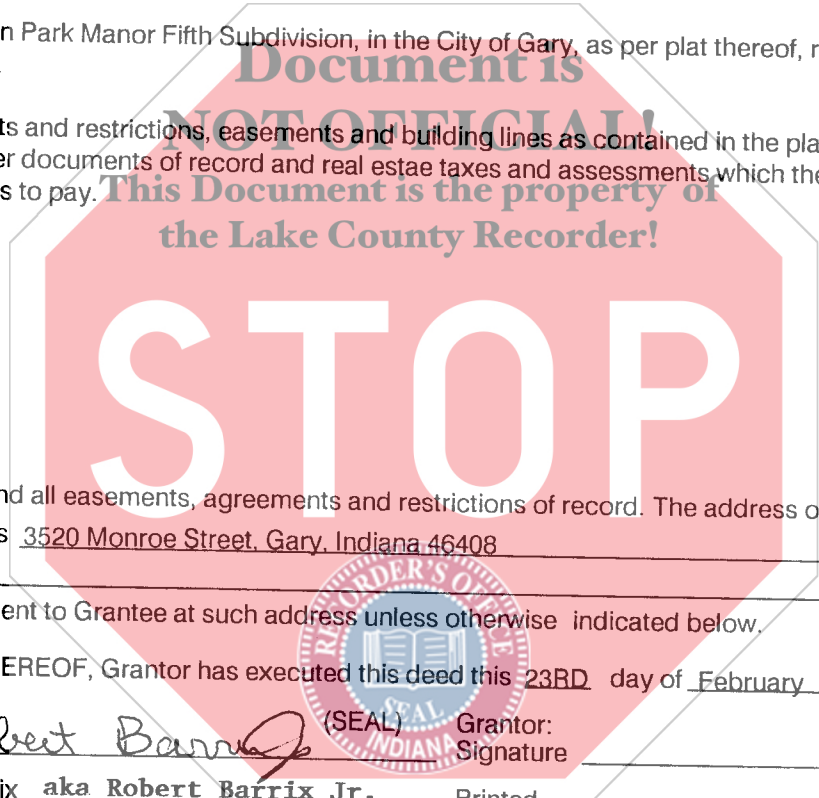 n Park Manor Fifth Subdivision, in the City of Gary, as per plat thereof, r
Document is
NOT OFFICIAL!
ts and restrictions, easements and building lines as contained in the pla
er documents of record and real estae taxes and assessments which the
s to pay.
This Document is the property of
the Lake County Recorder!
STOP
nd all easements, agreements and restrictions of record. The address o
s 3520 Monroe Street, Gary, Indiana 46408
RECORDER'S OFFICE
ent to Grantee at such address unless otherwise indicated below.
EREOF, Grantor has executed this deed this 23RD day of February
SEAL
INDIANA
bert Barrix Jr (SEAL) Grantor:
Signature
ix aka Robert Barrix Jr. Printed